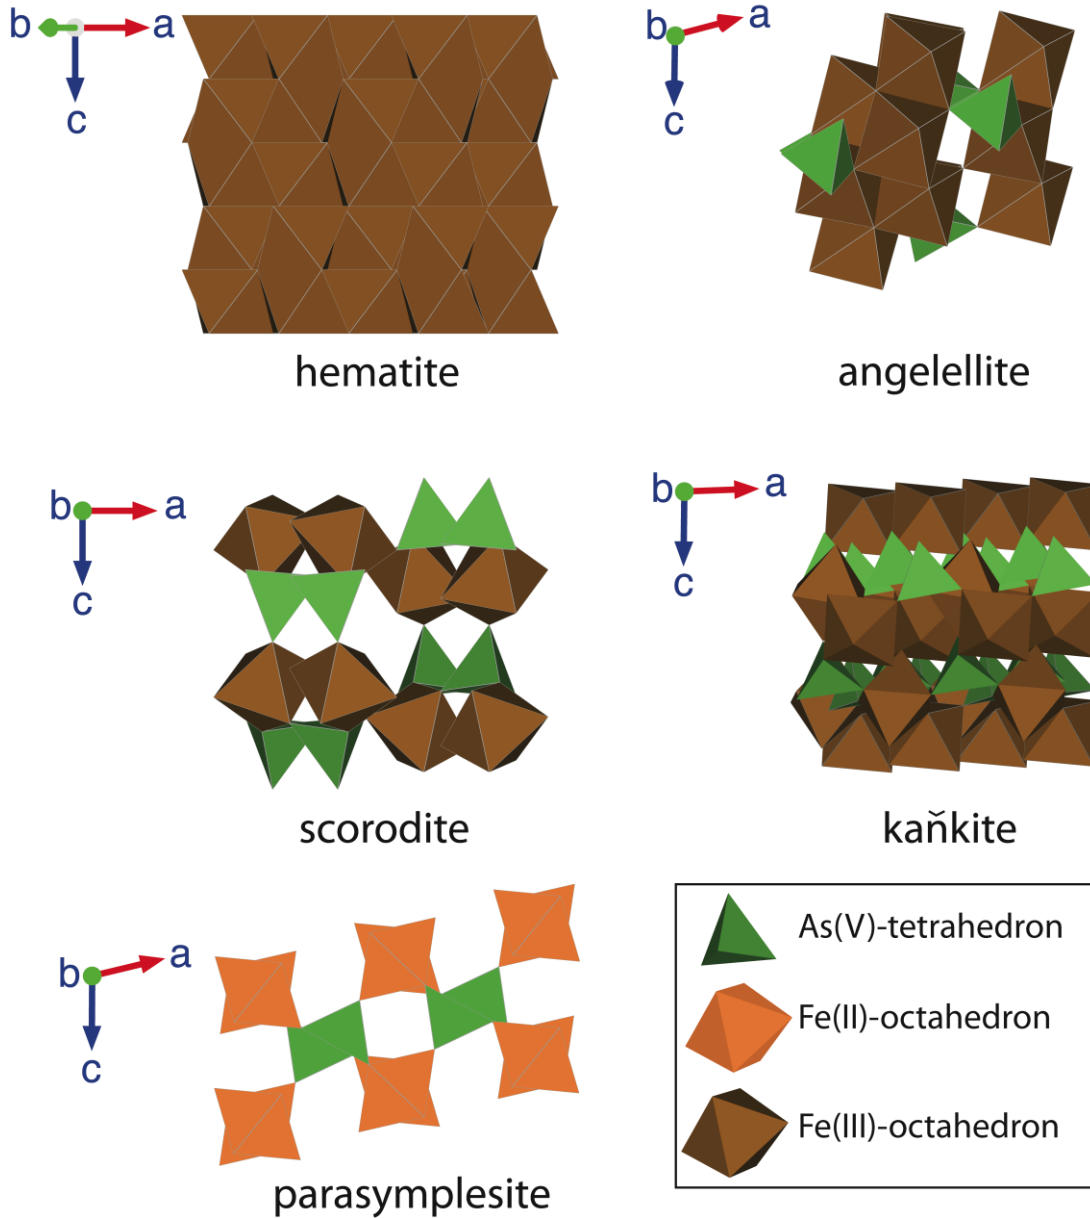 b a
c
hematite
b a
c
angelellite
b a
c
scorodite
b a
c
kaňkite
b a
c
parasymplesite
As(V)-tetrahedron
Fe(II)-octahedron
Fe(III)-octahedron